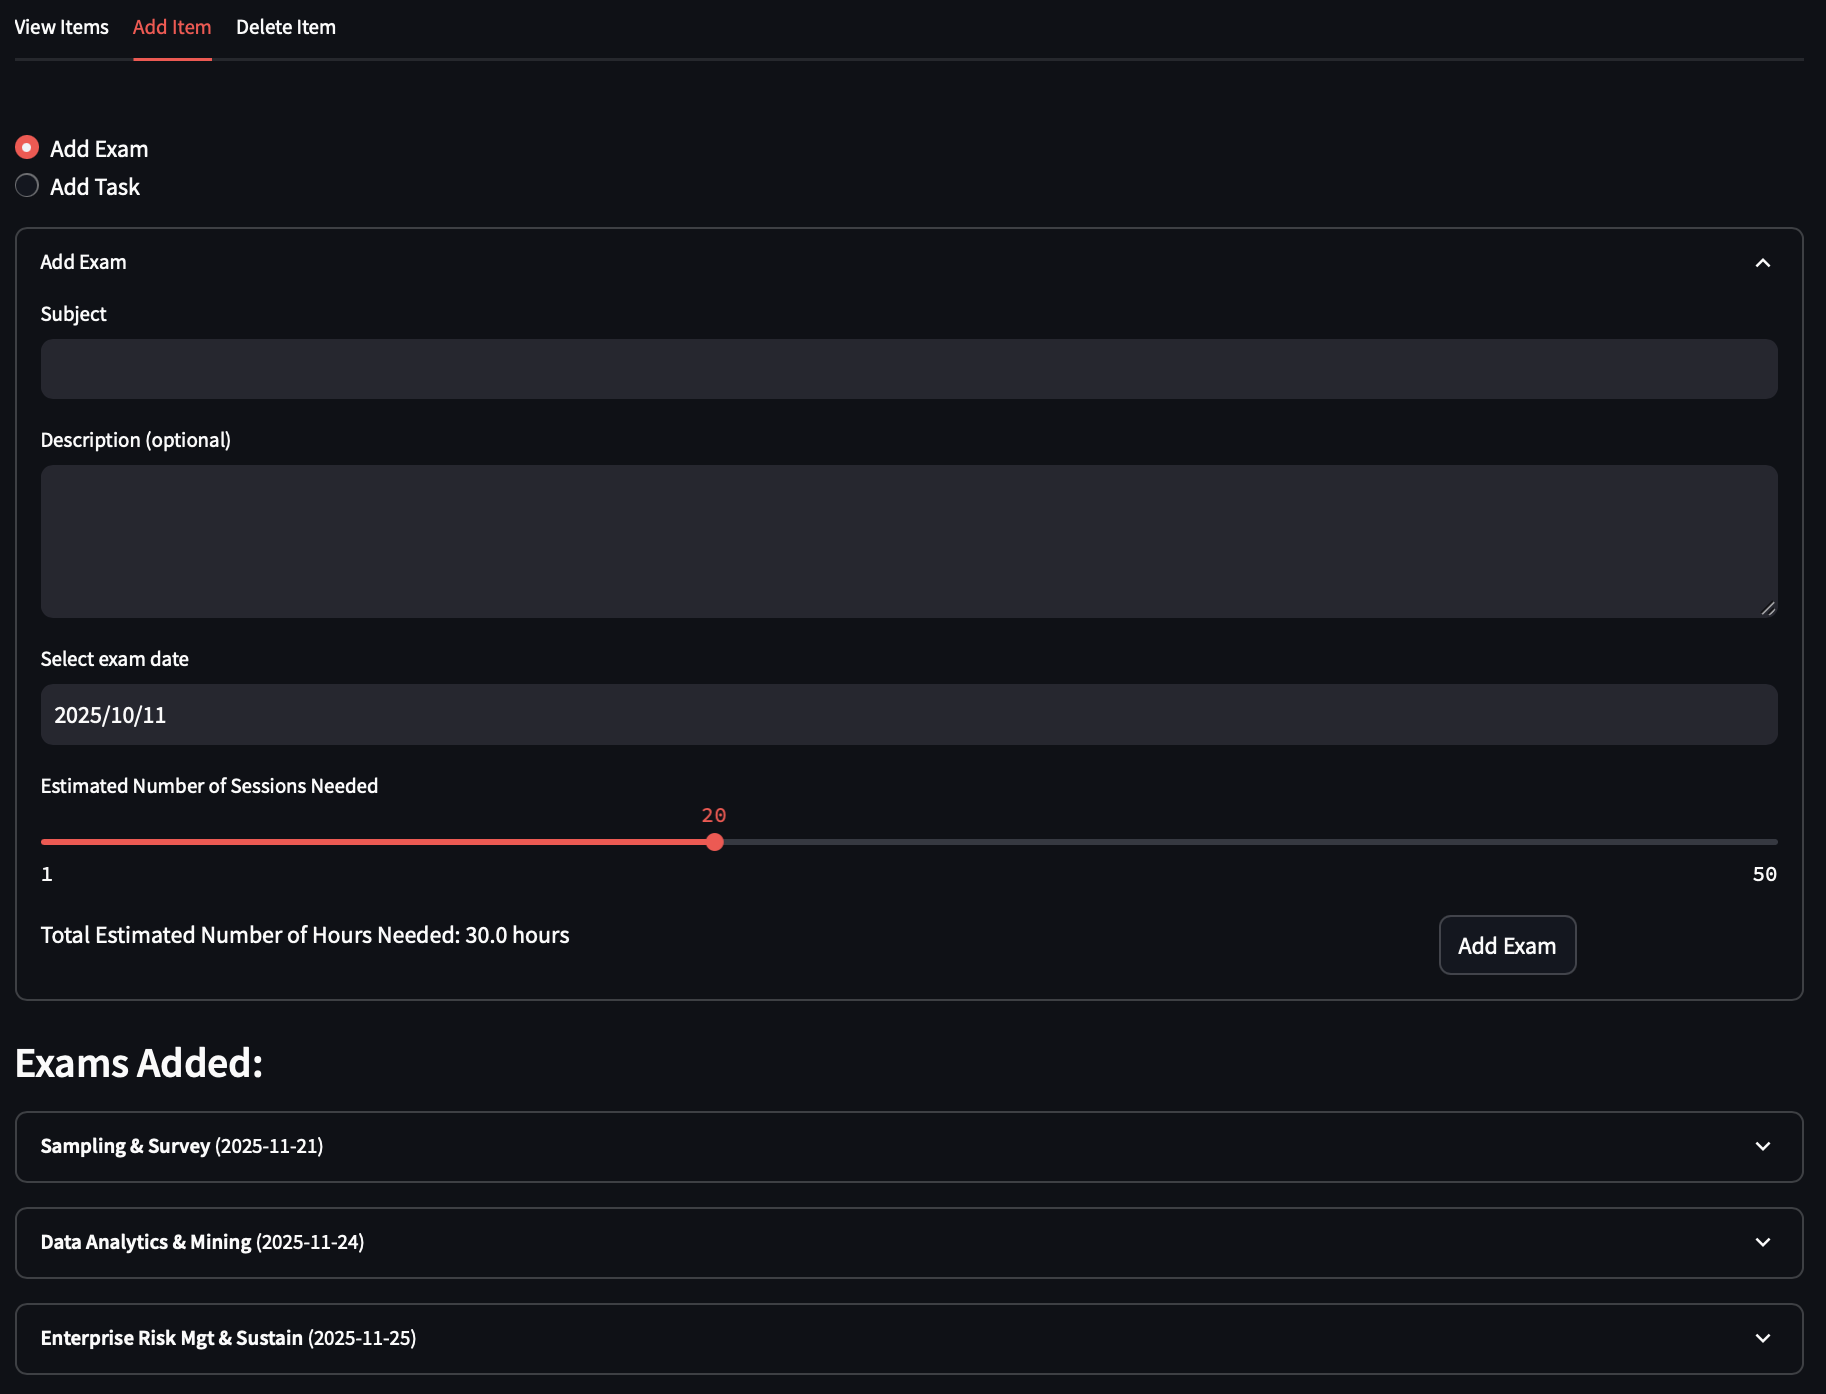 View Items Add Item Delete Item
Add Exam
Add Task
Add Exam
Subject
Description (optional)
Select exam date
2025/10/11
Estimated Number of Sessions Needed
20
1 50
Total Estimated Number of Hours Needed: 30.0 hours
Add Exam
Exams Added:
Sampling & Survey (2025-11-21)
Data Analytics & Mining (2025-11-24)
Enterprise Risk Mgt & Sustain (2025-11-25)